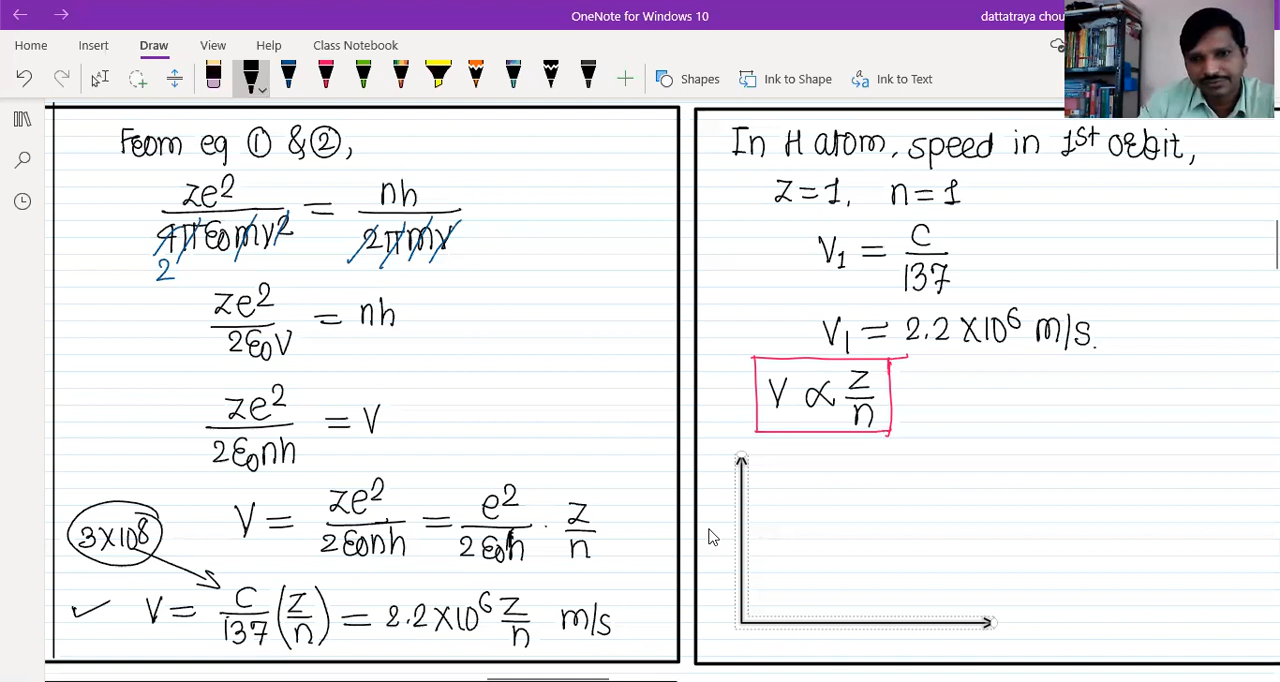 OneNote for Windows 10
dattatraya chou
Home Insert Draw View Help Class Notebook
Shapes Ink to Shape Ink to Text
From eq ① & ②,
ze²/4πε₀mv² = nh/2πmv
2
ze²/2ε₀v = nh
ze²/2ε₀nh = V
V = ze²/2ε₀nh = e²/2ε₀h · z/n
3×10⁸
✓ V = C/137 (z/n) = 2.2×10⁶ z/n m/s
In H atom, speed in 1st orbit,
z=1, n=1
V₁ = C/137
V₁ = 2.2×10⁶ m/s.
V ∝ z/n